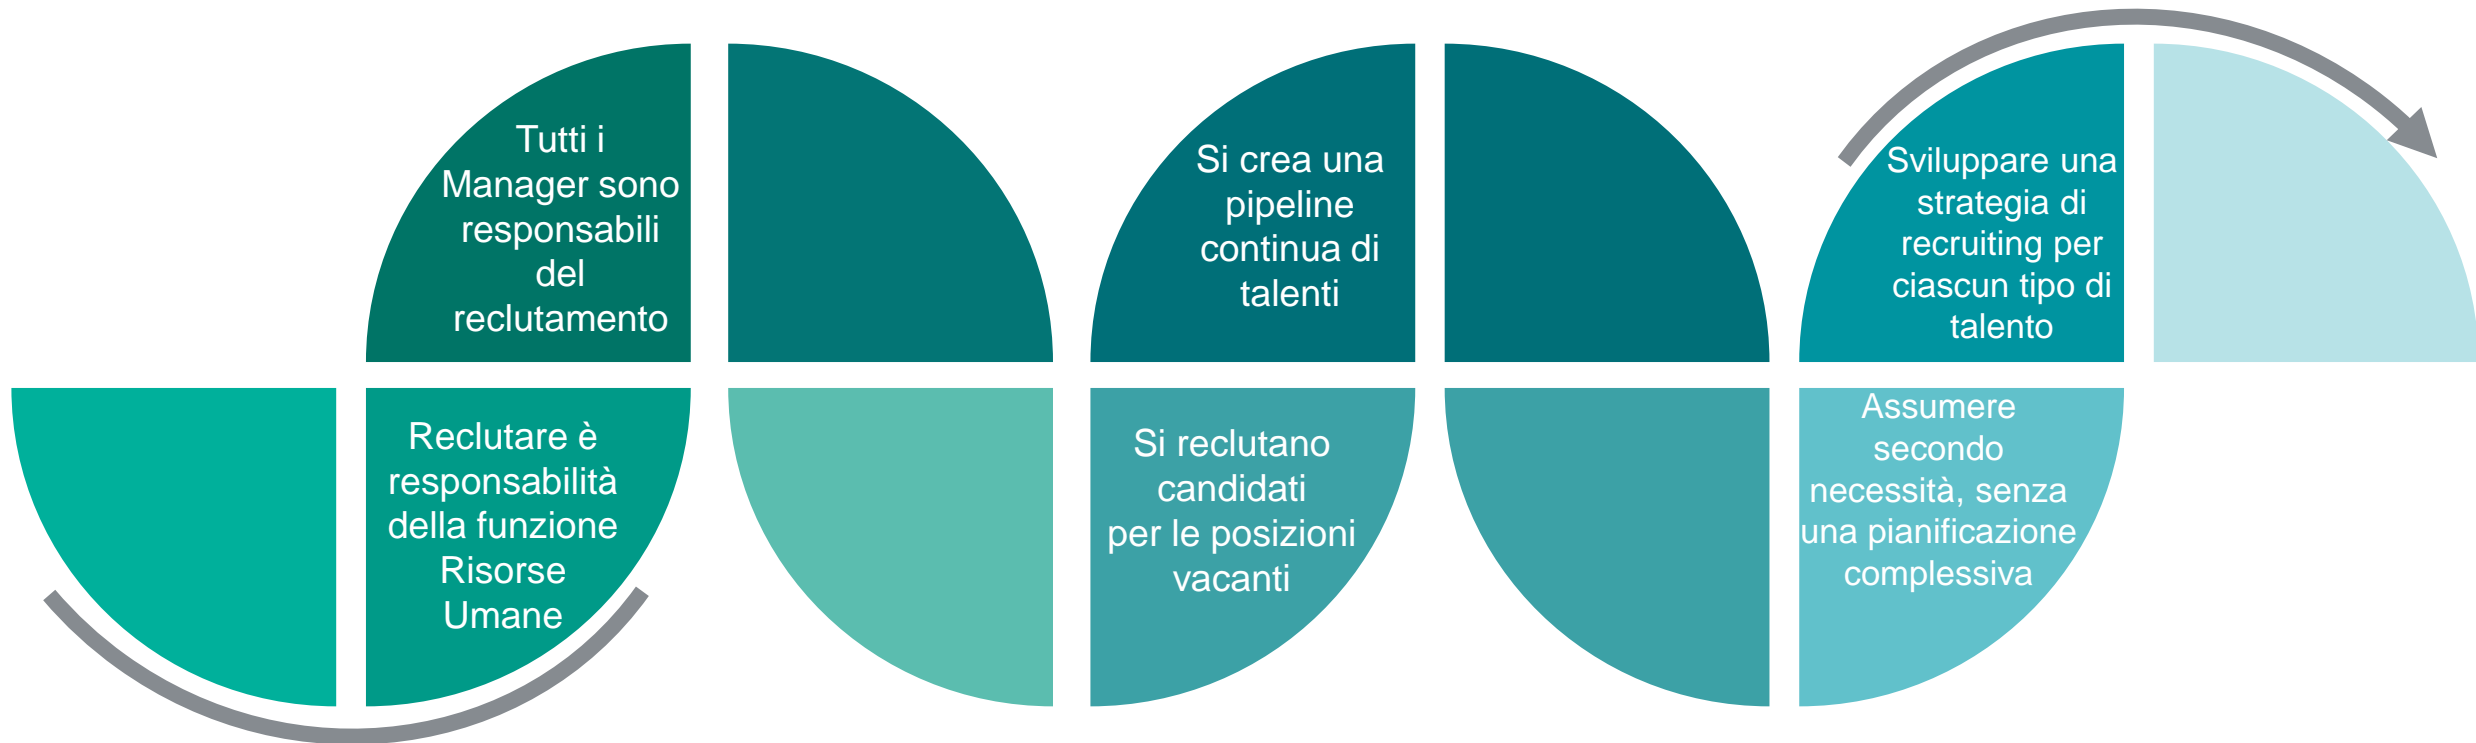 Tutti i
Manager sono
responsabili
del
reclutamento
Si crea una
pipeline
continua di
talenti
Sviluppare una
strategia di
recruiting per
ciascun tipo di
talento
Reclutare è
responsabilità
della funzione
Risorse
Umane
Si reclutano
candidati
per le posizioni
vacanti
Assumere
secondo
necessità, senza
una pianificazione
complessiva